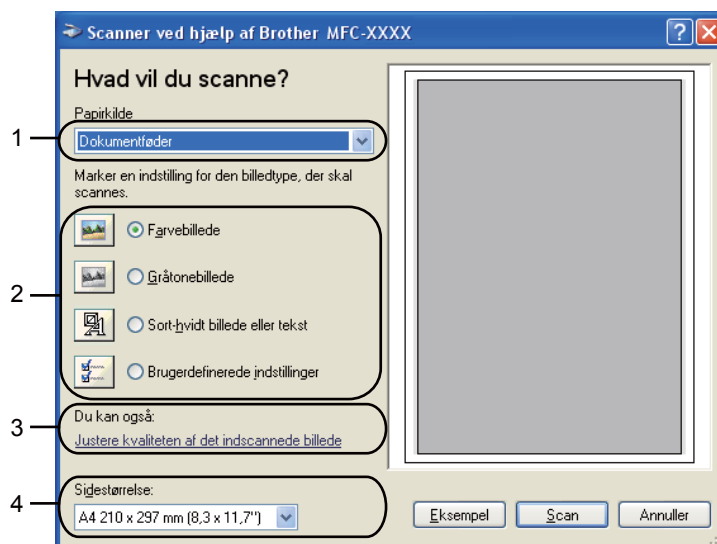 Scanner ved hjælp af Brother MFC-XXXX
Hvad vil du scanne?
Papirkilde
1
Dokumentføder
Marker en indstilling for den billedtype, der skal
scannes.
2
Farvebillede
Gråtonebillede
Sort-hvidt billede eller tekst
Brugerdefinerede indstillinger
3
Du kan også:
Justere kvaliteten af det indscannede billede
4
Sidestørrelse:
A4 210 x 297 mm (8,3 x 11,7")
Eksempel
Scan
Annuller